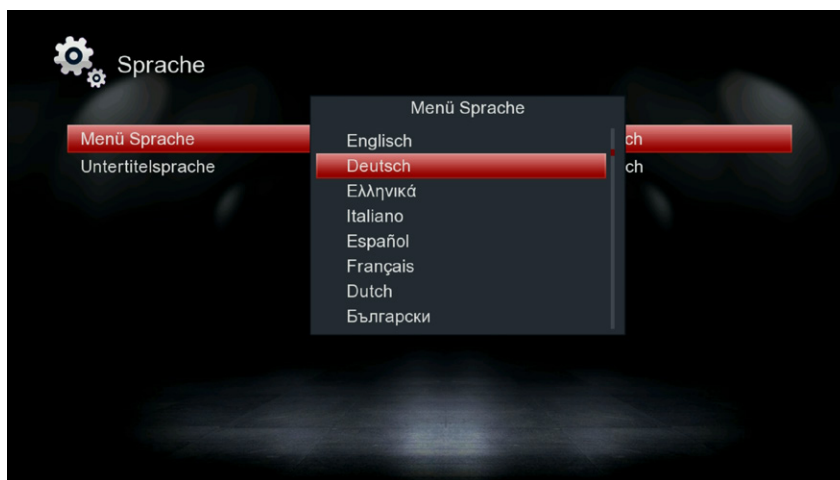 Sprache
Menü Sprache
Menü Sprache
Englisch
ch
Untertitelsprache
Deutsch
ch
Ελληνικά
Italiano
Español
Français
Dutch
Български